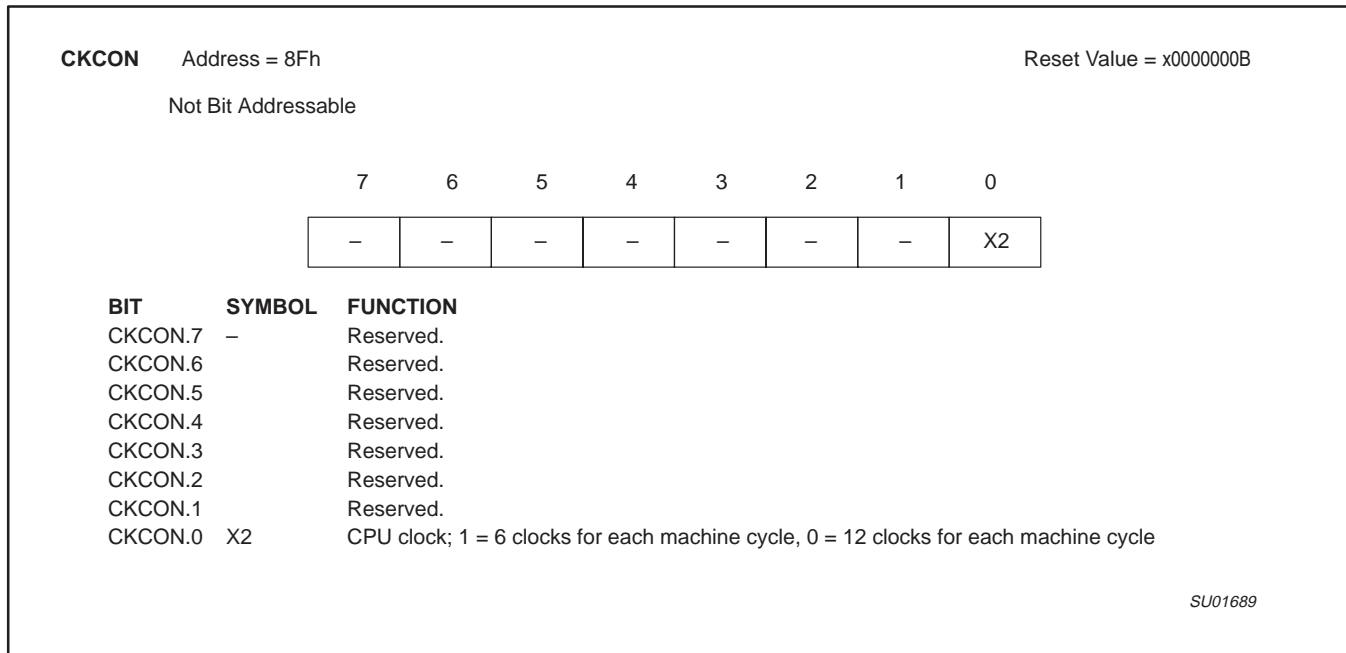 CKCON Address = 8Fh Reset Value = x0000000B
Not Bit Addressable
7 6 5 4 3 2 1 0
– – – – – – – X2
BIT SYMBOL FUNCTION
CKCON.7 – Reserved.
CKCON.6 Reserved.
CKCON.5 Reserved.
CKCON.4 Reserved.
CKCON.3 Reserved.
CKCON.2 Reserved.
CKCON.1 Reserved.
CKCON.0 X2 CPU clock; 1 = 6 clocks for each machine cycle, 0 = 12 clocks for each machine cycle
SU01689